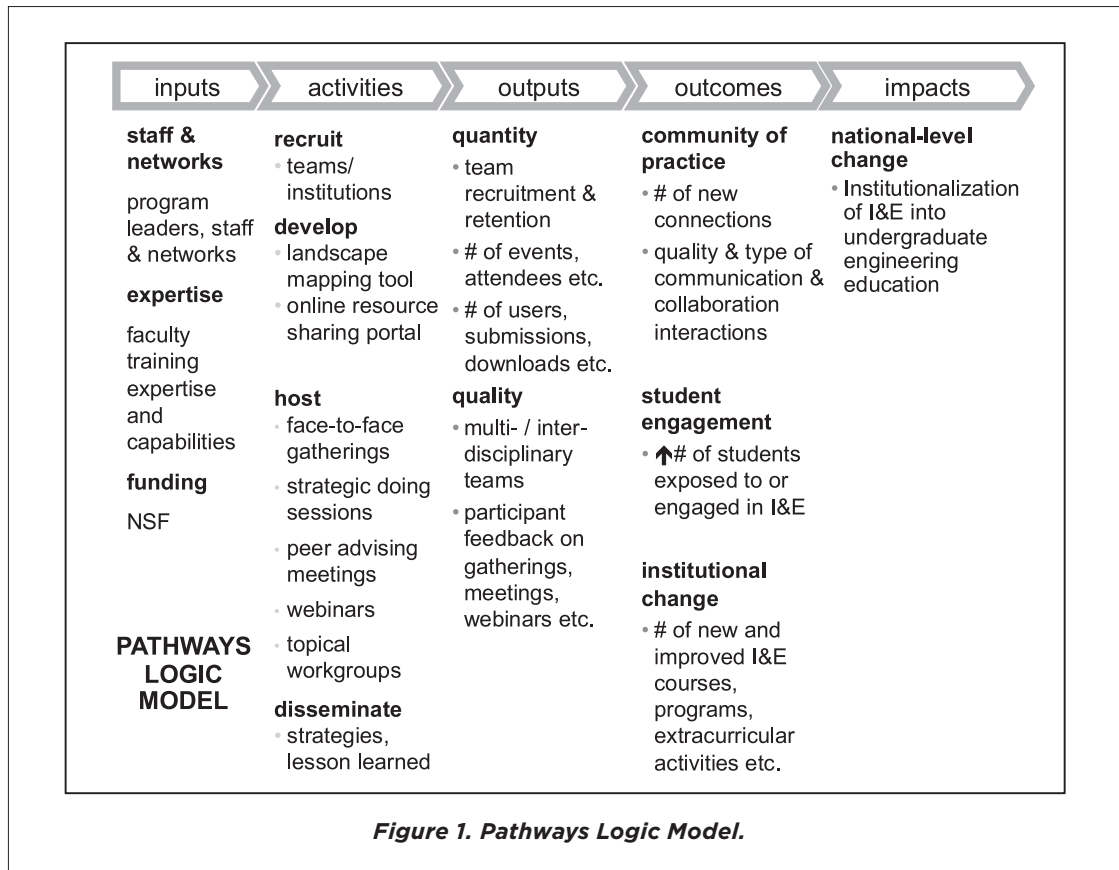 inputs
activities
outputs
outcomes
impacts
staff &
networks
program
leaders, staff
& networks
expertise
faculty
training
expertise
and
capabilities
funding
NSF
PATHWAYS
LOGIC
MODEL
recruit
• teams/
institutions
develop
• landscape
mapping tool
• online resource
sharing portal
host
• face-to-face
gatherings
• strategic doing
sessions
• peer advising
meetings
• webinars
• topical
workgroups
disseminate
• strategies,
lesson learned
quantity
• team
recruitment &
retention
• # of events,
attendees etc.
• # of users,
submissions,
downloads etc.
quality
• multi- / inter-
disciplinary
teams
• participant
feedback on
gatherings,
meetings,
webinars etc.
community of
practice
• # of new
connections
• quality & type of
communication &
collaboration
interactions
student
engagement
• ↑# of students
exposed to or
engaged in I&E
institutional
change
• # of new and
improved I&E
courses,
programs,
extracurricular
activities etc.
national-level
change
• Institutionalization
of I&E into
undergraduate
engineering
education
Figure 1. Pathways Logic Model.